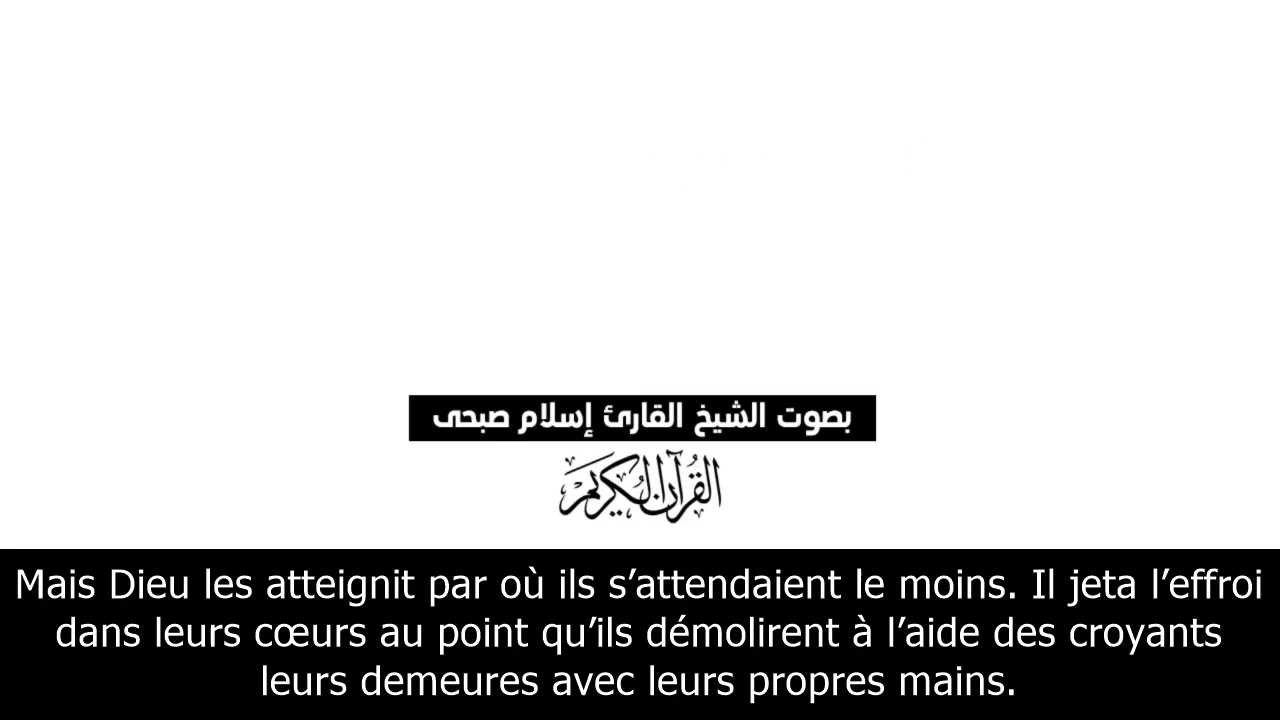 بصوت الشيخ القارئ إسلام صبحى
القرآن الكريم
Mais Dieu les atteignit par où ils s’attendaient le moins. Il jeta l’effroi
dans leurs cœurs au point qu’ils démolirent à l’aide des croyants
leurs demeures avec leurs propres mains.